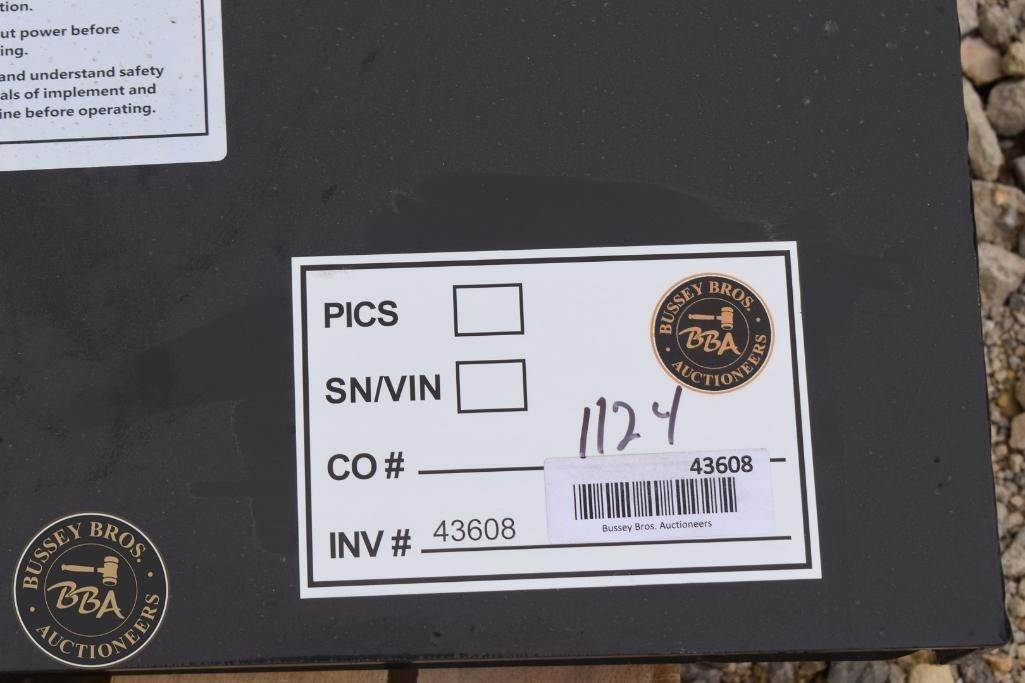 tion.
ut power before
ing.
and understand safety
als of implement and
ine before operating.
PICS
BUSSEY BROS.
BBA
AUCTIONEERS
SN/VIN
1124
CO #
43608
Bussey Bros. Auctioneers
INV # 43608
BUSSEY BROS.
BBA
AUCTIONEERS